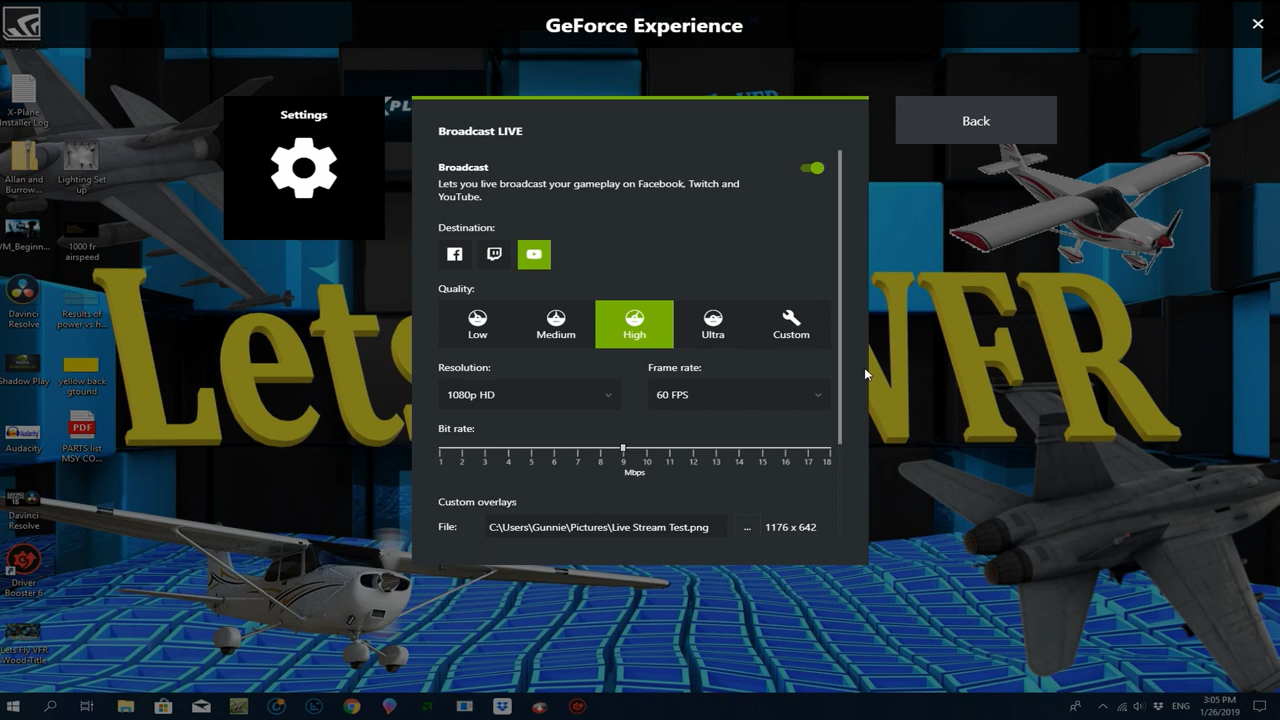 GeForce Experience
Settings
Broadcast LIVE
Back
Broadcast
Lets you live broadcast your gameplay on Facebook, Twitch and
YouTube.
Destination:
Quality:
Low
Medium
High
Ultra
Custom
Resolution:
Frame rate:
1080p HD
60 FPS
Bit rate:
1 2 3 4 5 6 7 8 9 10 11 12 13 14 15 16 17 18
Mbps
Custom overlays
File:
C:\Users\Gunnie\Pictures\Live Stream Test.png
...
1176 x 642
X-Plane
Installer Log
Allan and
Burrow...
Lighting Set
up
VM_Beginn...
1000 fr
airspeed
Davinci
Resolve
Results of
power vs h...
Shadow Play
yellow back
gtound
Audacity
PDF
PARTS list
MSY CO...
Davinci
Resolve
Driver
Booster 6
Lets Fly VFR
Wood Title
Lets
VFR
ENG
3:05 PM
1/26/2019